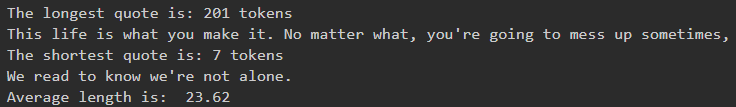 The longest quote is: 201 tokens
This life is what you make it. No matter what, you're going to mess up sometimes,
The shortest quote is: 7 tokens
We read to know we're not alone.
Average length is:  23.62